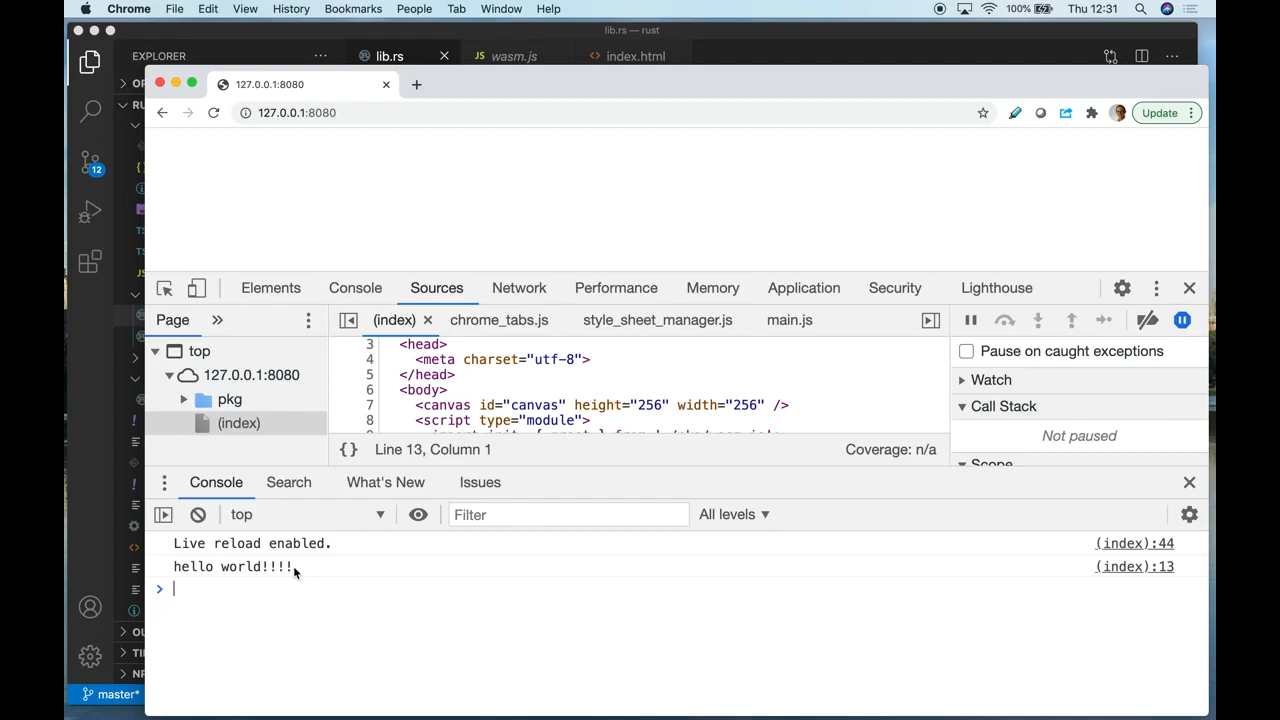 Chrome File Edit View History Bookmarks People Tab Window Help 100% Thu 12:31
lib.rs — rust
EXPLORER ··· lib.rs JS wasm.js <> index.html ···
127.0.0.1:8080
127.0.0.1:8080 Update
12
Elements Console Sources Network Performance Memory Application Security Lighthouse
Page » (index) chrome_tabs.js style_sheet_manager.js main.js
3 <head>
4 <meta charset="utf-8">
5 </head>
6 <body>
7 <canvas id="canvas" height="256" width="256" />
8 <script type="module">
top
127.0.0.1:8080
pkg
(index)
{} Line 13, Column 1 Coverage: n/a
Pause on caught exceptions
Watch
Call Stack
Not paused
Scope
Console Search What's New Issues
top Filter All levels
Live reload enabled. (index):44
hello world!!!! (index):13
>
master*